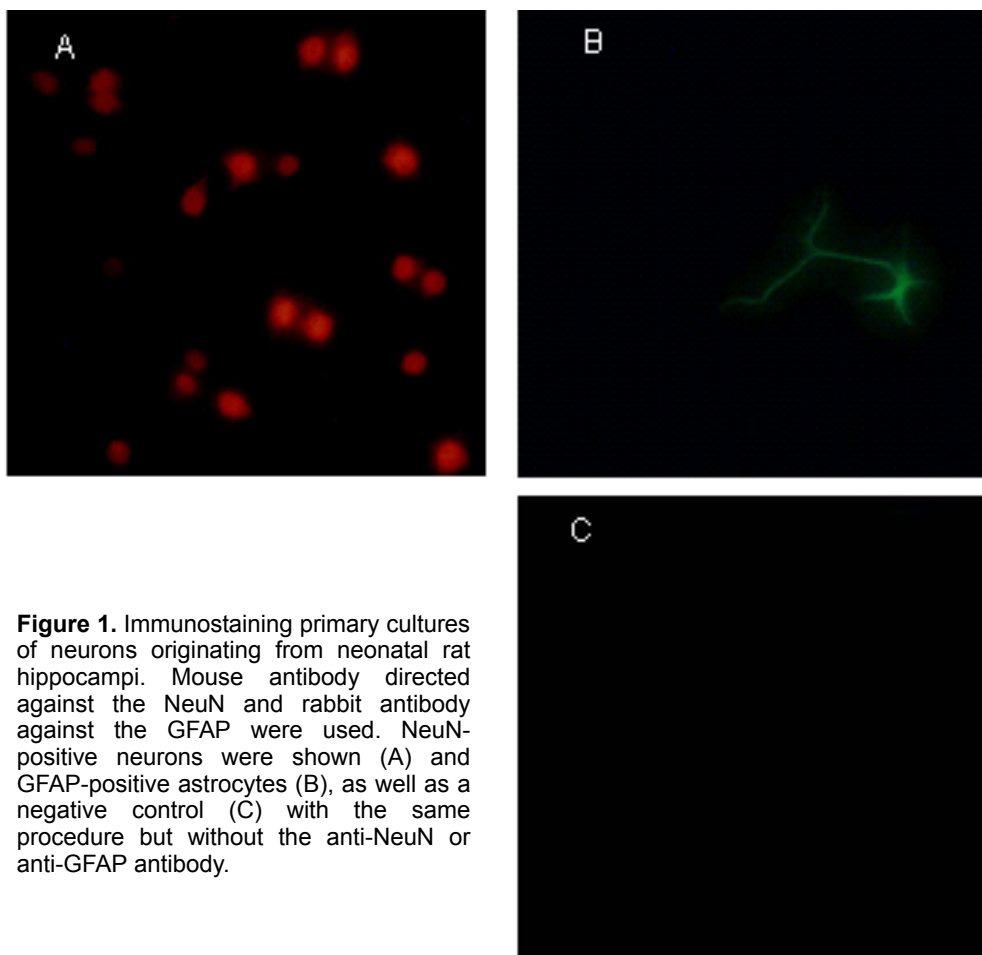 A
B
C
Figure 1. Immunostaining primary cultures
of neurons originating from neonatal rat
hippocampi. Mouse antibody directed
against the NeuN and rabbit antibody
against the GFAP were used. NeuN-
positive neurons were shown (A) and
GFAP-positive astrocytes (B), as well as a
negative control (C) with the same
procedure but without the anti-NeuN or
anti-GFAP antibody.